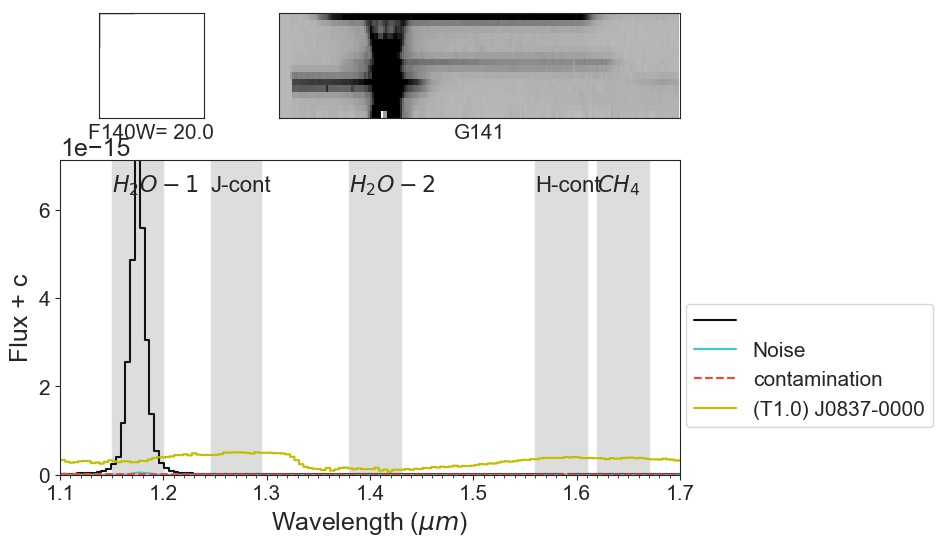 F140W= 20.0
G141
1e−15
H₂O − 1
J-cont
H₂O − 2
H-cont
CH₄
6
4
2
0
Flux + c
1.1
1.2
1.3
1.4
1.5
1.6
1.7
Wavelength (μm)
Noise
contamination
(T1.0) J0837-0000